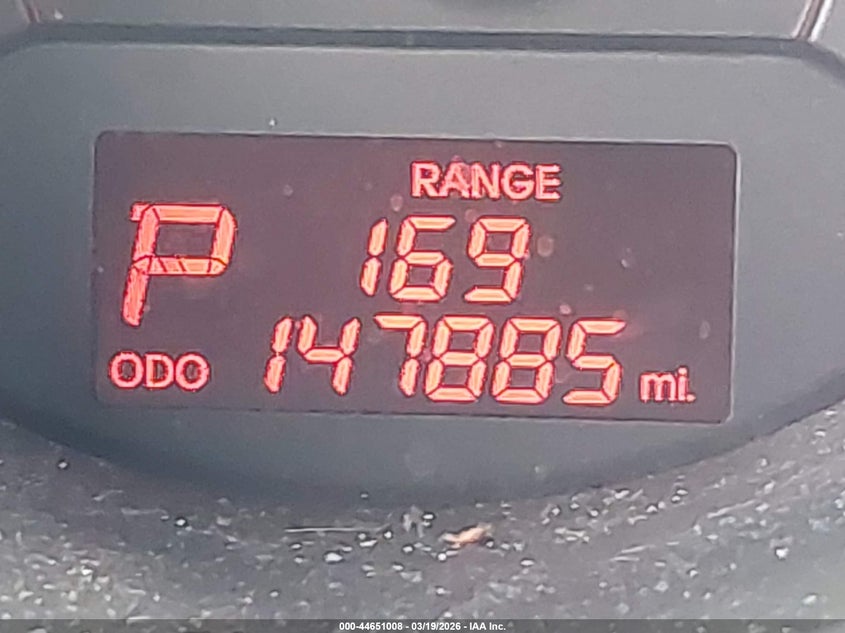 RANGE
P 169
ODO 147885 mi.
000-44651008 - 03/19/2026 - IAA Inc.